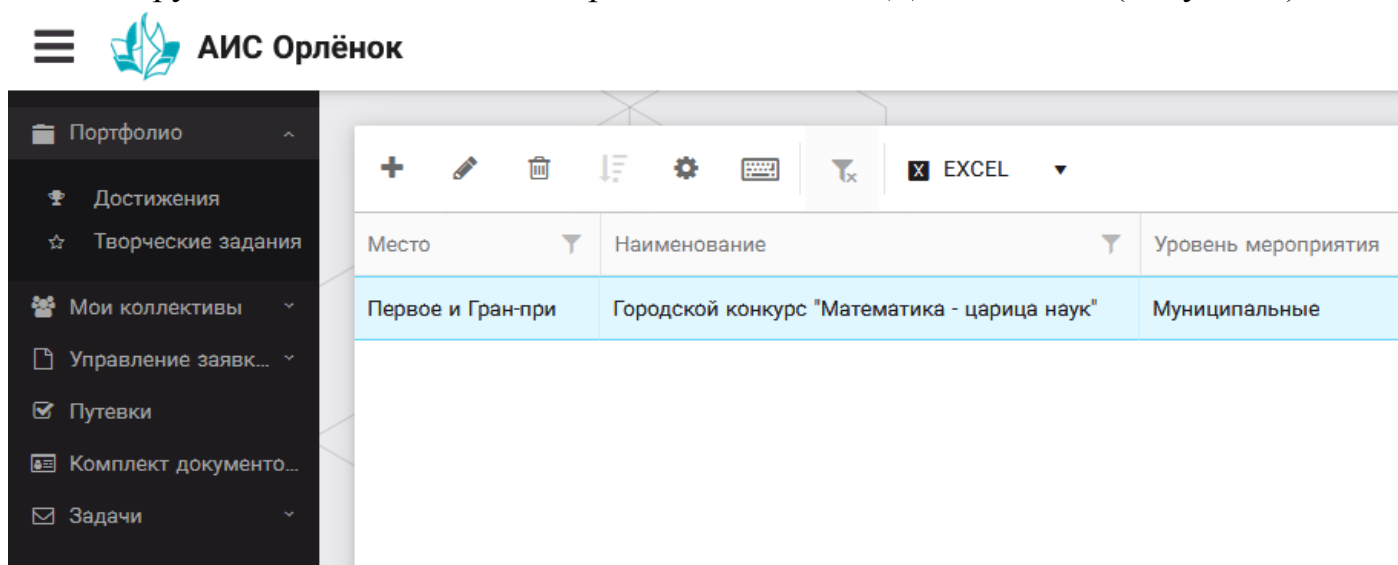 АИС Орлёнок
Портфолио
Достижения
Творческие задания
Мои коллективы
Управление заявк...
Путевки
Комплект документо...
Задачи
EXCEL
Место Наименование Уровень мероприятия
Первое и Гран-при Городской конкурс "Математика - царица наук" Муниципальные